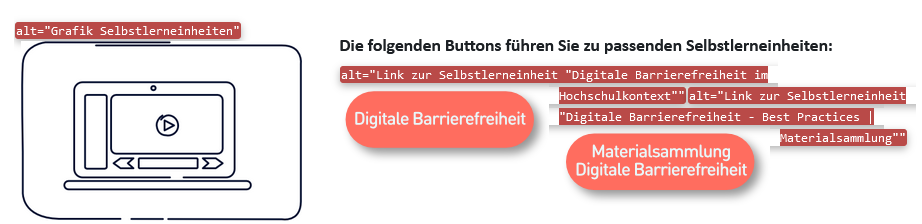 alt="Grafik Selbstlerneinheiten"
Die folgenden Buttons führen Sie zu passenden Selbstlerneinheiten:
alt="Link zur Selbstlerneinheit "Digitale Barrierefreiheit im
Hochschulkontext"" alt="Link zur Selbstlerneinheit
"Digitale Barrierefreiheit - Best Practices |
Materialsammlung""
Digitale Barrierefreiheit
Materialsammlung
Digitale Barrierefreiheit